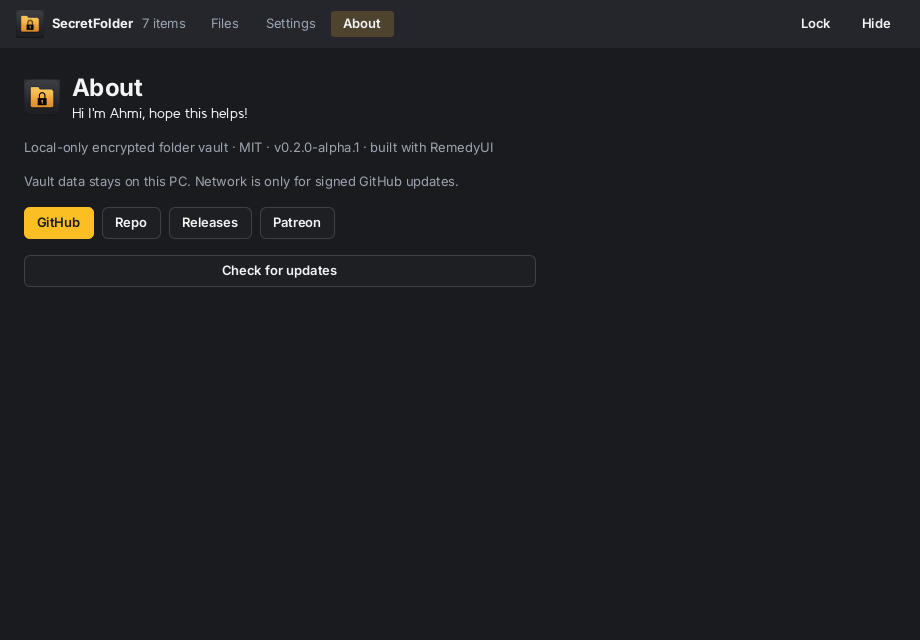 SecretFolder 7 items Files Settings About Lock Hide
About
Hi I'm Ahmi, hope this helps!
Local-only encrypted folder vault · MIT · v0.2.0-alpha.1 · built with RemedyUI
Vault data stays on this PC. Network is only for signed GitHub updates.
GitHub Repo Releases Patreon
Check for updates